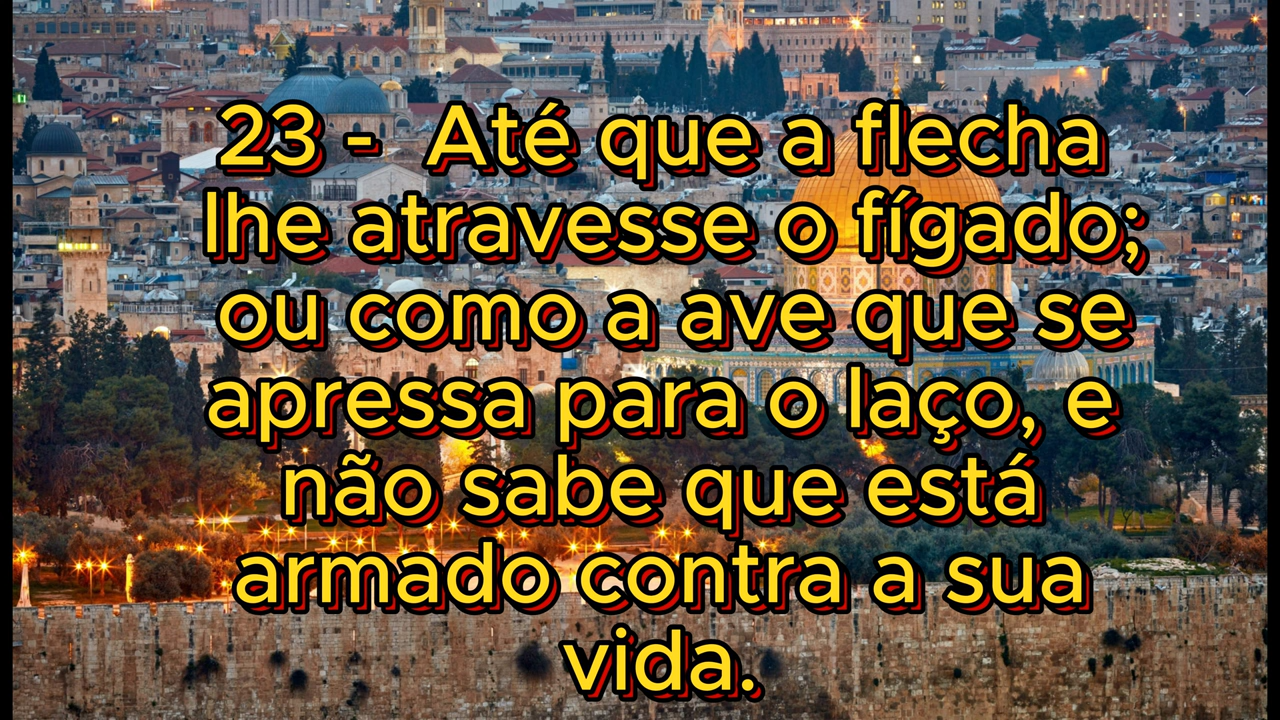 23 -  Até que a flecha
lhe atravesse o fígado;
ou como a ave que se
apressa para o laço, e
não sabe que está
armado contra a sua
vida.